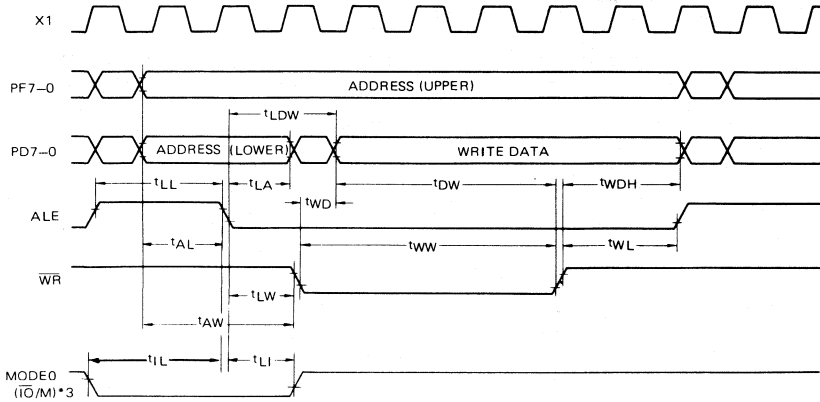 X1
PF7–0
ADDRESS (UPPER)
tLDW
PD7–0
ADDRESS (LOWER)
WRITE DATA
tLL
tLA
tDW
tWDH
tWD
ALE
tAL
tWW
tWL
WR
tLW
tAW
tIL
tLI
MODE0
(IO/M)*3